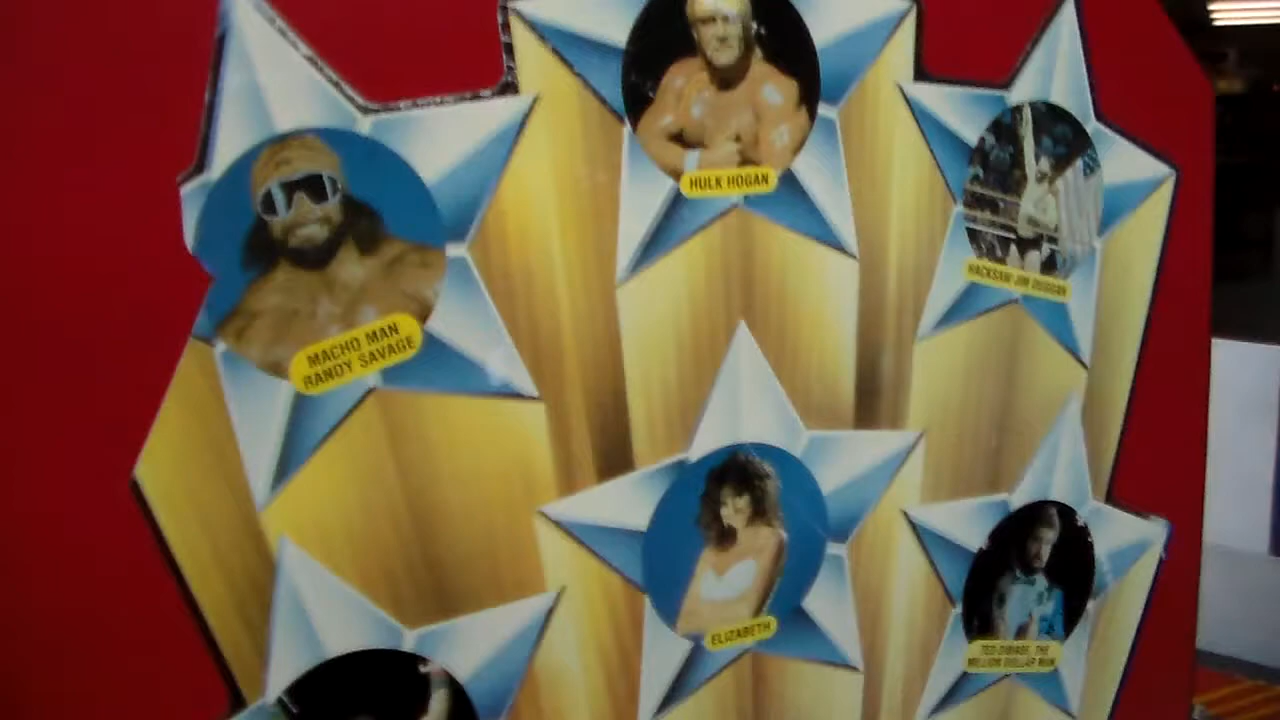 HULK HOGAN
HACKSAW JIM DUGGAN
MACHO MAN
RANDY SAVAGE
ELIZABETH
TED DIBIASE, THE
MILLION DOLLAR MAN